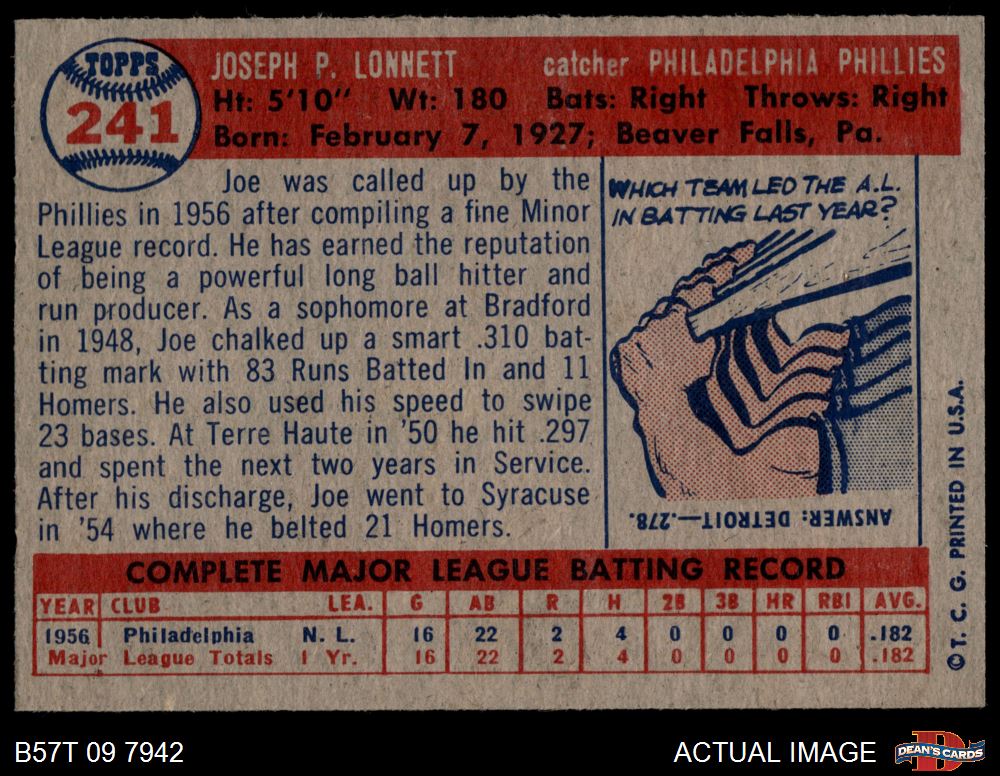 TOPPS
241
JOSEPH P. LONNETT catcher PHILADELPHIA PHILLIES
Ht: 5'10" Wt: 180 Bats: Right Throws: Right
Born: February 7, 1927; Beaver Falls, Pa.
Joe was called up by the
Phillies in 1956 after compiling a fine Minor
League record. He has earned the reputation
of being a powerful long ball hitter and
run producer. As a sophomore at Bradford
in 1948, Joe chalked up a smart .310 bat-
ting mark with 83 Runs Batted In and 11
Homers. He also used his speed to swipe
23 bases. At Terre Haute in '50 he hit .297
and spent the next two years in Service.
After his discharge, Joe went to Syracuse
in '54 where he belted 21 Homers.
WHICH TEAM LED THE A.L.
IN BATTING LAST YEAR?
ANSWER: DETROIT—.278.
COMPLETE MAJOR LEAGUE BATTING RECORD
YEAR CLUB LEA. G AB R H 2B 3B HR RBI AVG.
1956 Philadelphia N. L. 16 22 2 4 0 0 0 0 .182
Major League Totals 1 Yr. 16 22 2 4 0 0 0 0 .182
© T. C. G. PRINTED IN U.S.A.
B57T 09 7942
ACTUAL IMAGE
D
DEAN'S CARDS